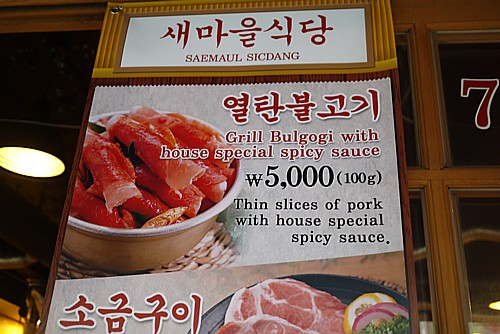 새마을식당
SAEMAUL SICDANG
열탄불고기
Grill Bulgogi with
house special spicy sauce
₩5,000 (100g)
Thin slices of pork
with house special
spicy sauce.
소금구이
7